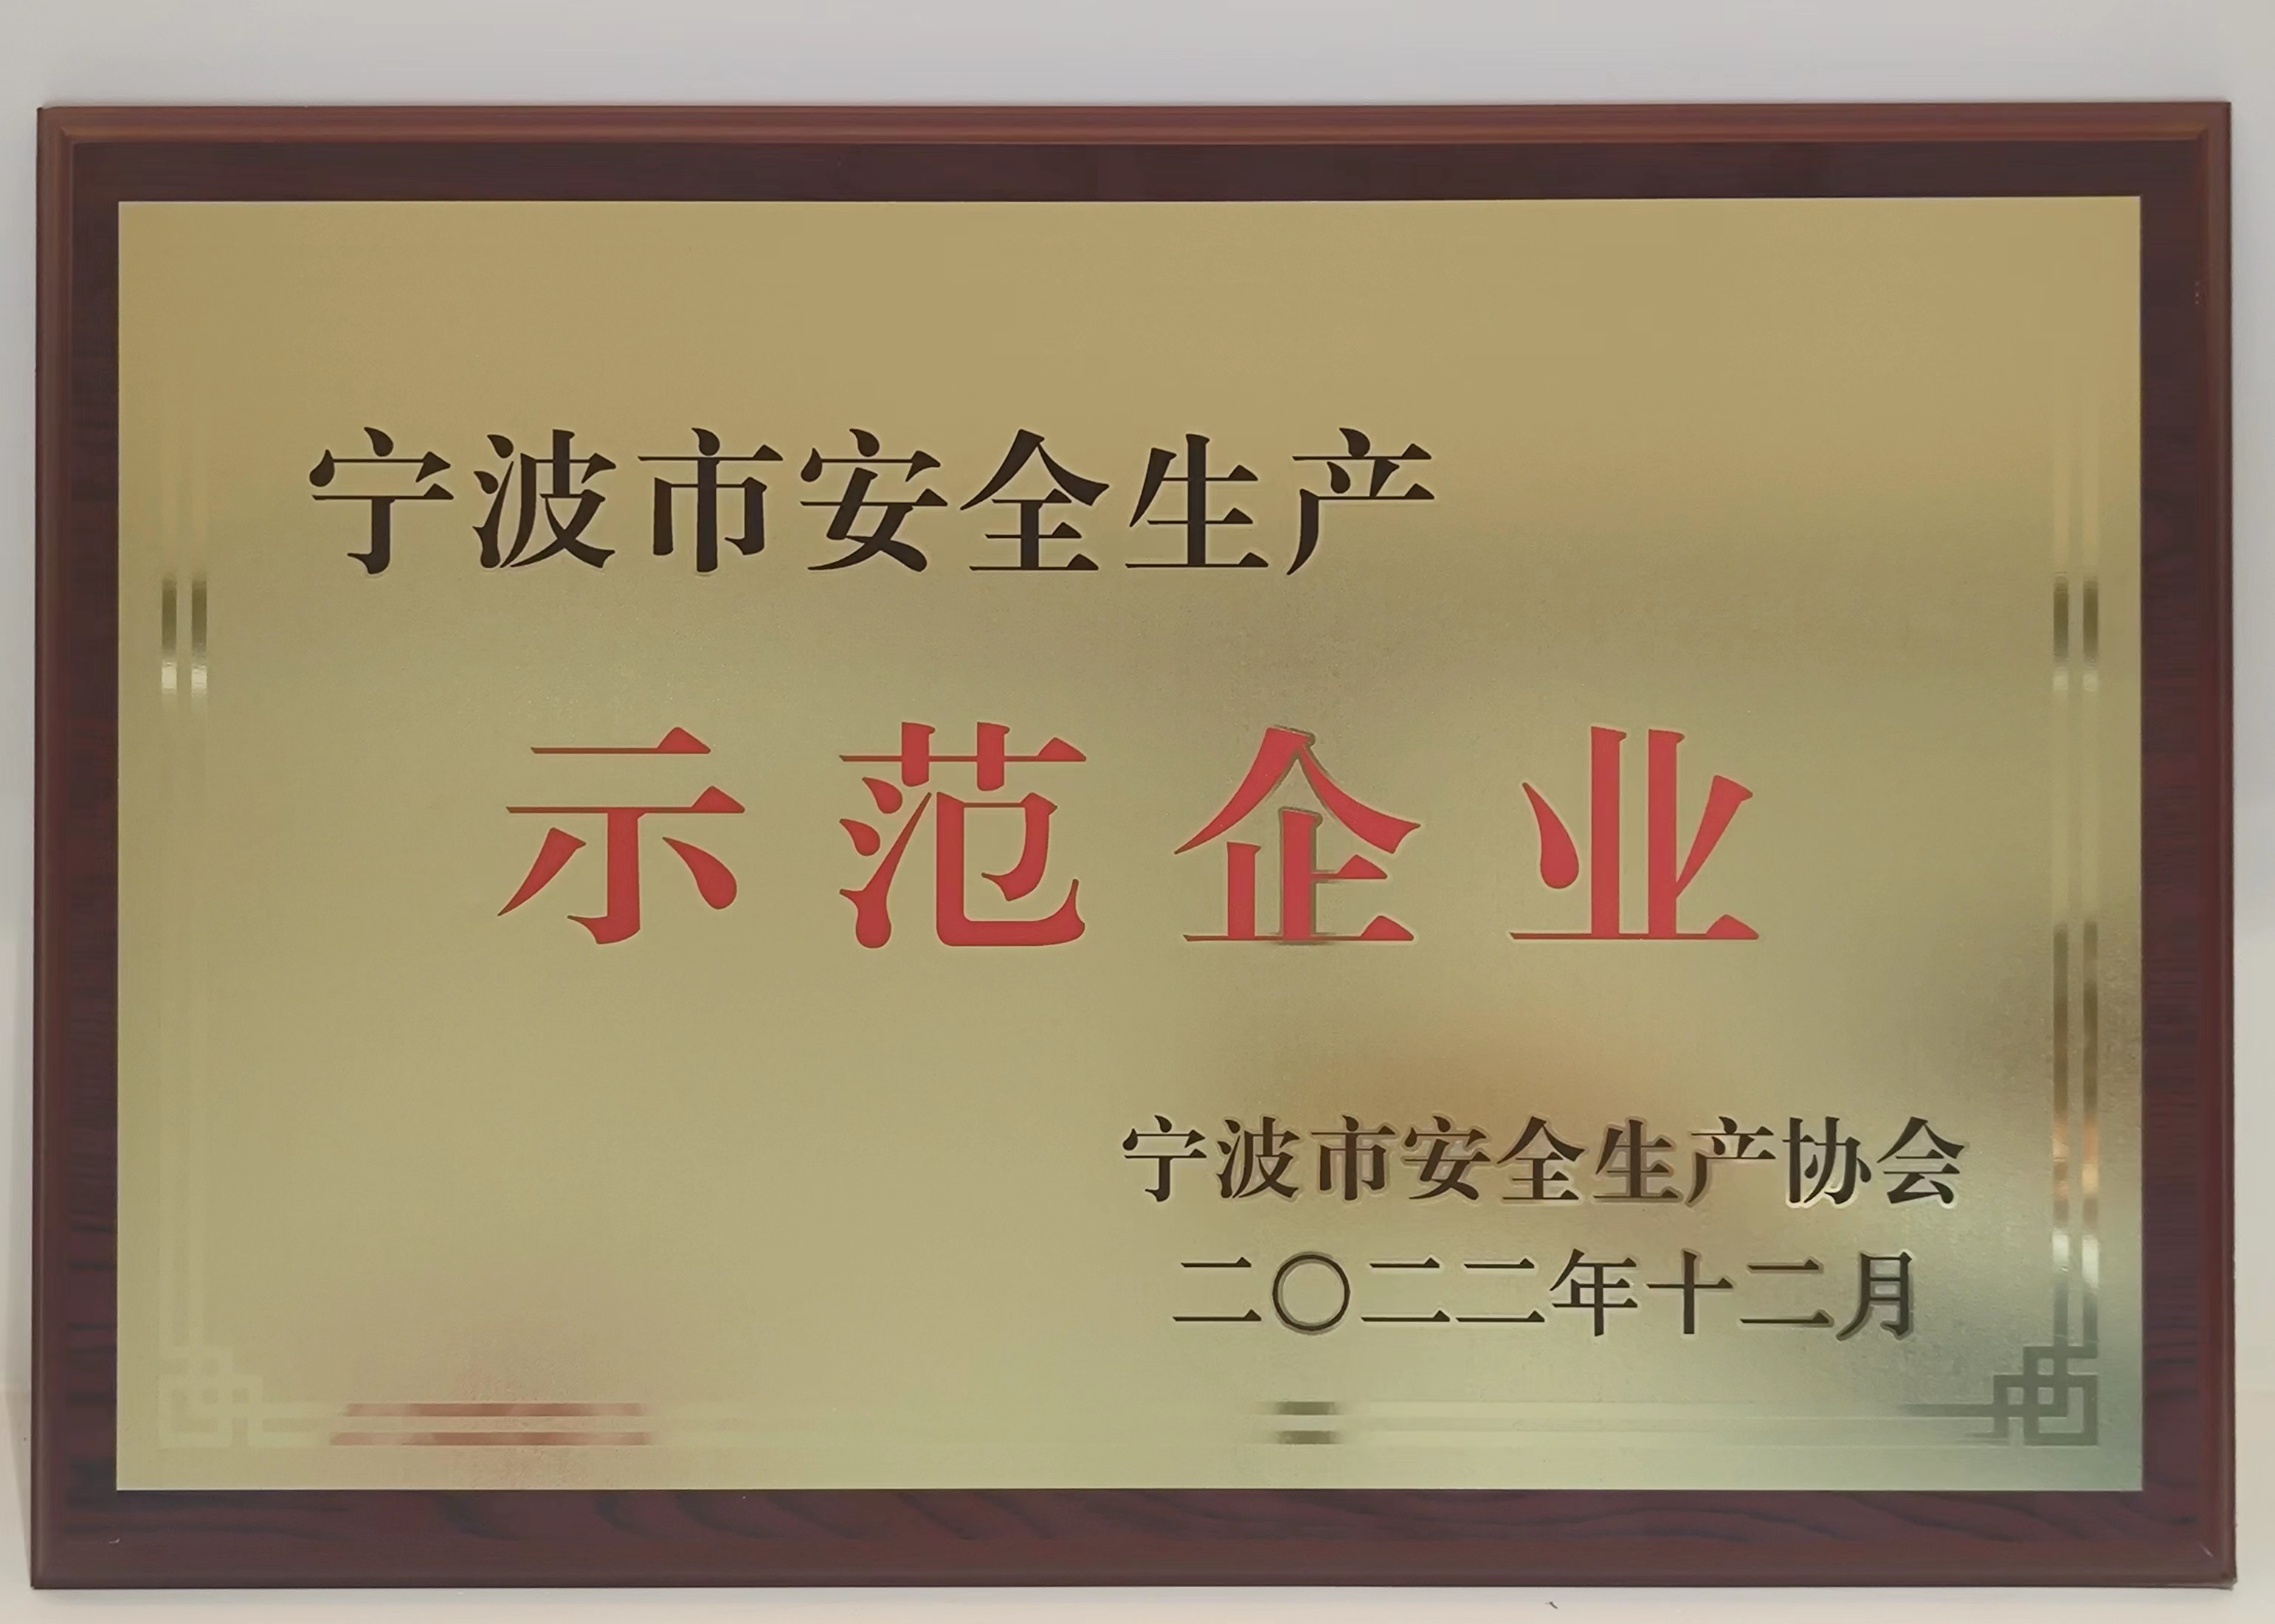 宁波市安全生产
示范企业
宁波市安全生产协会
二〇二二年十二月